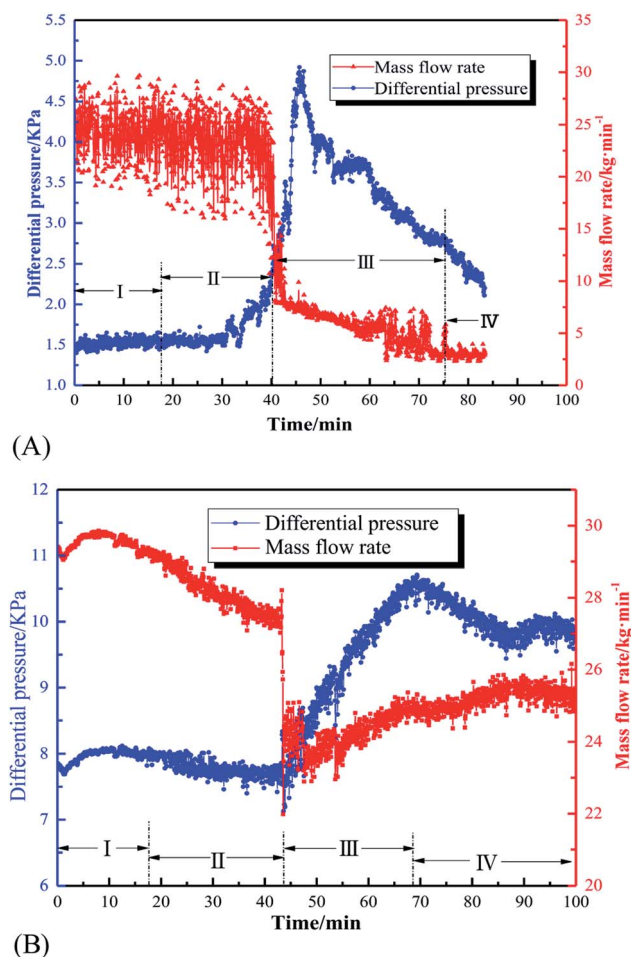 Mass flow rate
Differential pressure
Differential pressure/KPa
5.5
5.0
4.5
4.0
3.5
3.0
2.5
2.0
1.5
1.0
35
30
25
20
15
10
5
0
Mass flow rate/kg·min⁻¹
I
II
III
IV
0 10 20 30 40 50 60 70 80 90 100
Time/min
(A)
Differential pressure
Mass flow rate
Differential pressure/KPa
12
11
10
9
8
7
6
30
28
26
24
22
20
Mass flow rate/kg·min⁻¹
I
II
III
IV
0 10 20 30 40 50 60 70 80 90 100
Time/min
(B)